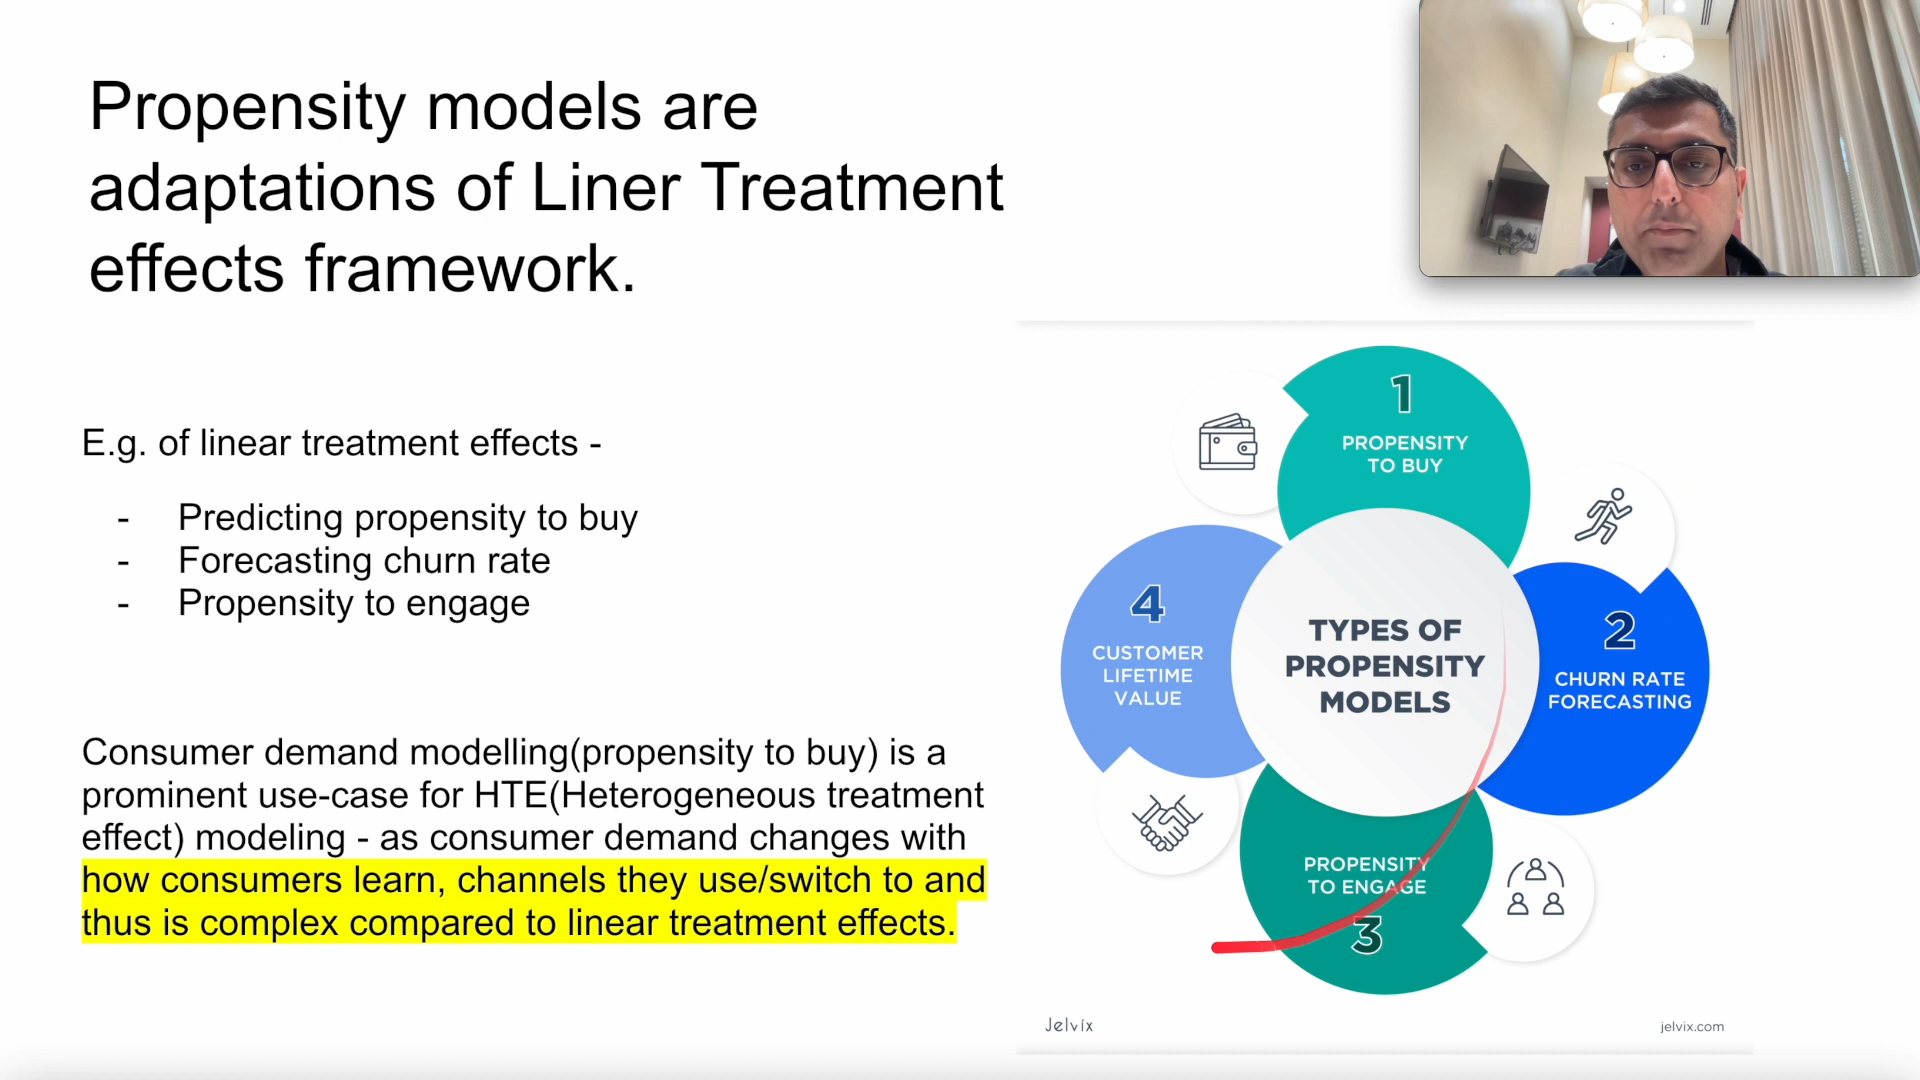 Propensity models are
adaptations of Liner Treatment
effects framework.
E.g. of linear treatment effects -
- Predicting propensity to buy
- Forecasting churn rate
- Propensity to engage
Consumer demand modelling(propensity to buy) is a
prominent use-case for HTE(Heterogeneous treatment
effect) modeling - as consumer demand changes with
how consumers learn, channels they use/switch to and
thus is complex compared to linear treatment effects.
1
PROPENSITY
TO BUY
2
CHURN RATE
FORECASTING
PROPENSITY
TO ENGAGE
3
4
CUSTOMER
LIFETIME
VALUE
TYPES OF
PROPENSITY
MODELS
Jelvix
jelvix.com